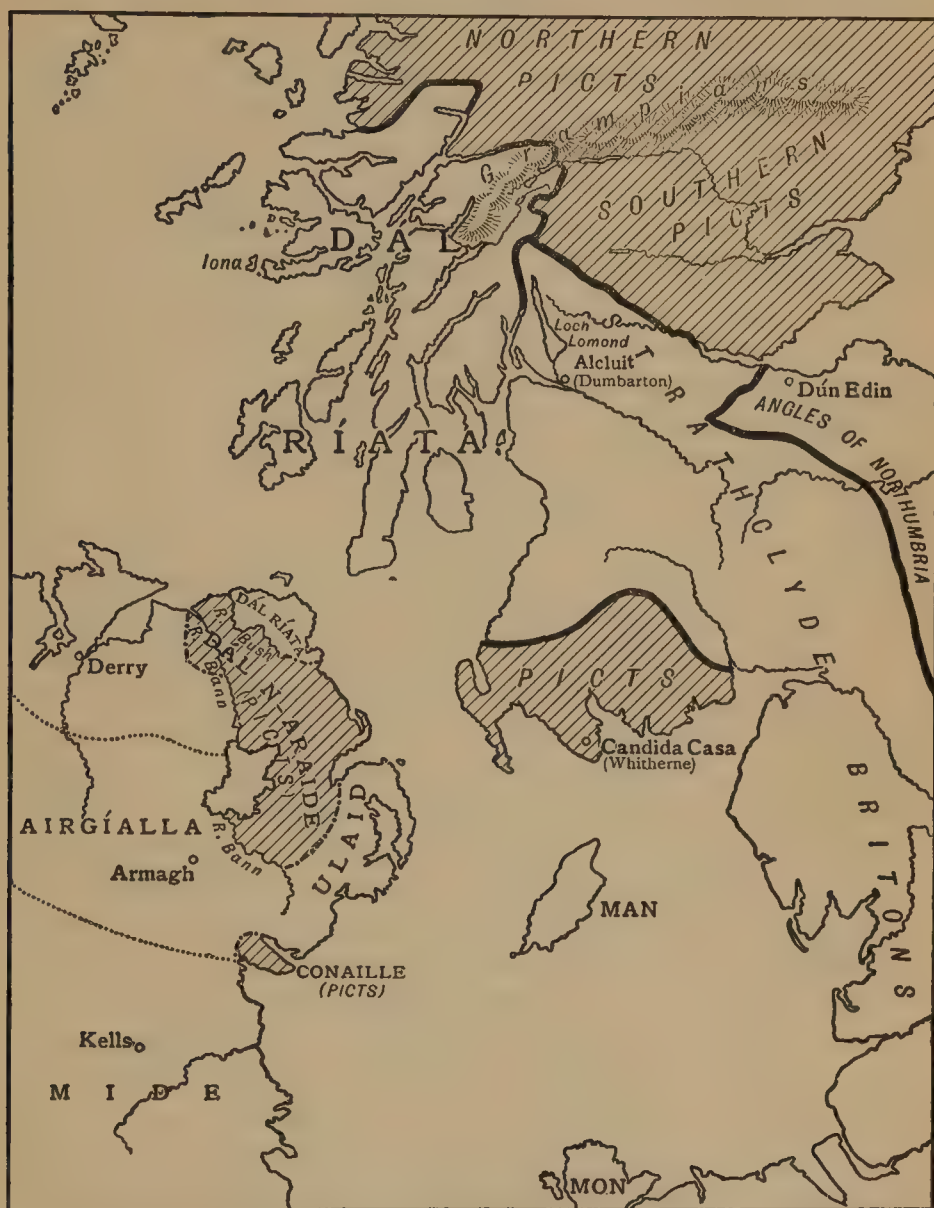 NORTHERN
PICTS
Grampians
SOUTHERN
PICTS
DÁL
Iona
Loch
Lomond
Alcluit
(Dumbarton)
Dún Edin
ANGLES OF NORTHUMBRIA
RÍATA
STRATHCLYDE
DAL RÍATA
R. Bush
Derry
R. Bann
DAL NARAIDE
(PICTS)
PICTS
Candida Casa
(Whitherne)
BRITONS
AIRGÍALLA
R. Bann
ULAID
Armagh
MAN
CONAILLE
(PICTS)
Kells
MIDE
MON